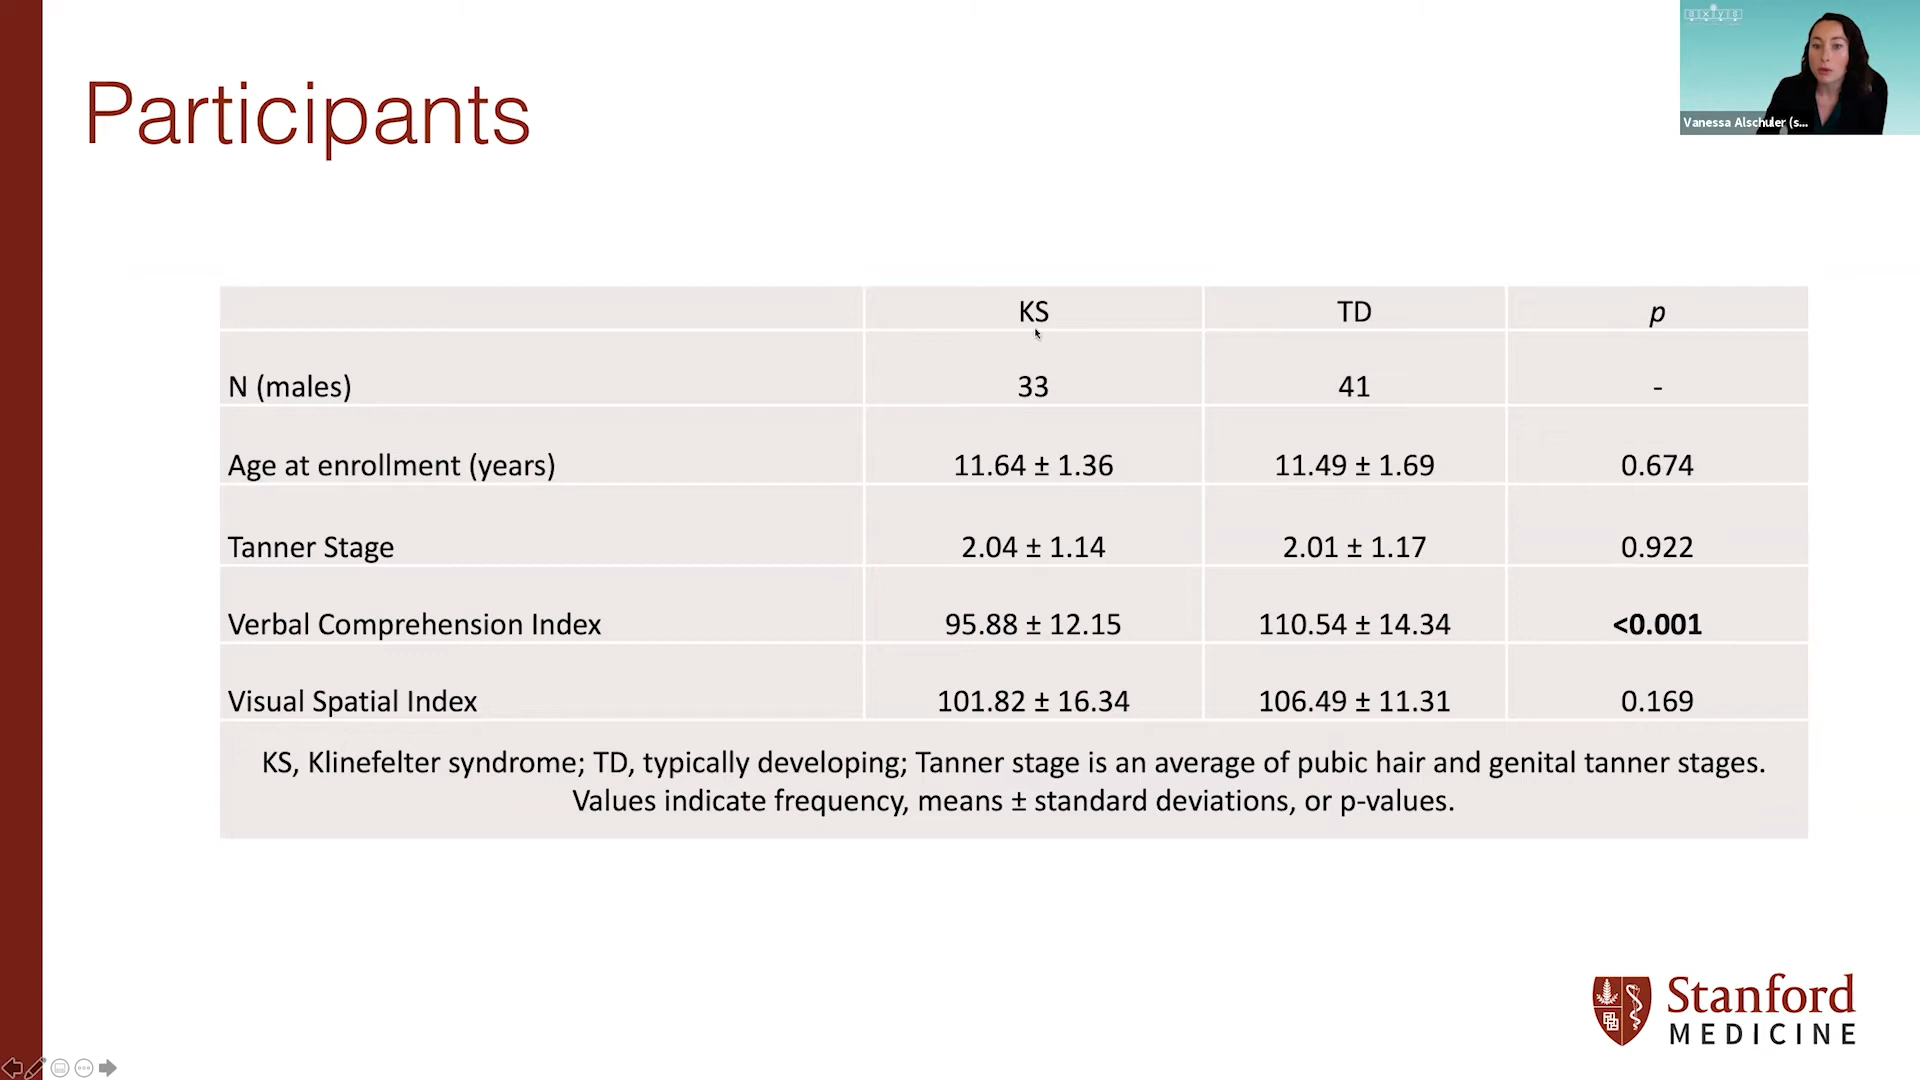 Participants
axys
Vanessa Alschuler (s...
KS TD p
N (males) 33 41 -
Age at enrollment (years) 11.64 ± 1.36 11.49 ± 1.69 0.674
Tanner Stage 2.04 ± 1.14 2.01 ± 1.17 0.922
Verbal Comprehension Index 95.88 ± 12.15 110.54 ± 14.34 <0.001
Visual Spatial Index 101.82 ± 16.34 106.49 ± 11.31 0.169
KS, Klinefelter syndrome; TD, typically developing; Tanner stage is an average of pubic hair and genital tanner stages.
Values indicate frequency, means ± standard deviations, or p-values.
Stanford
MEDICINE